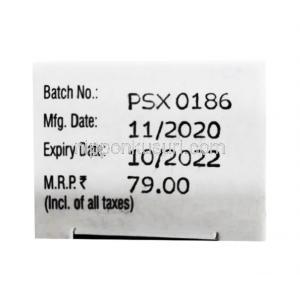 Batch No.: PSX 0186
Mfg. Date: 11/2020
Expiry Date: 10/2022
M.R.P. ₹ 79.00
(Incl. of all taxes)